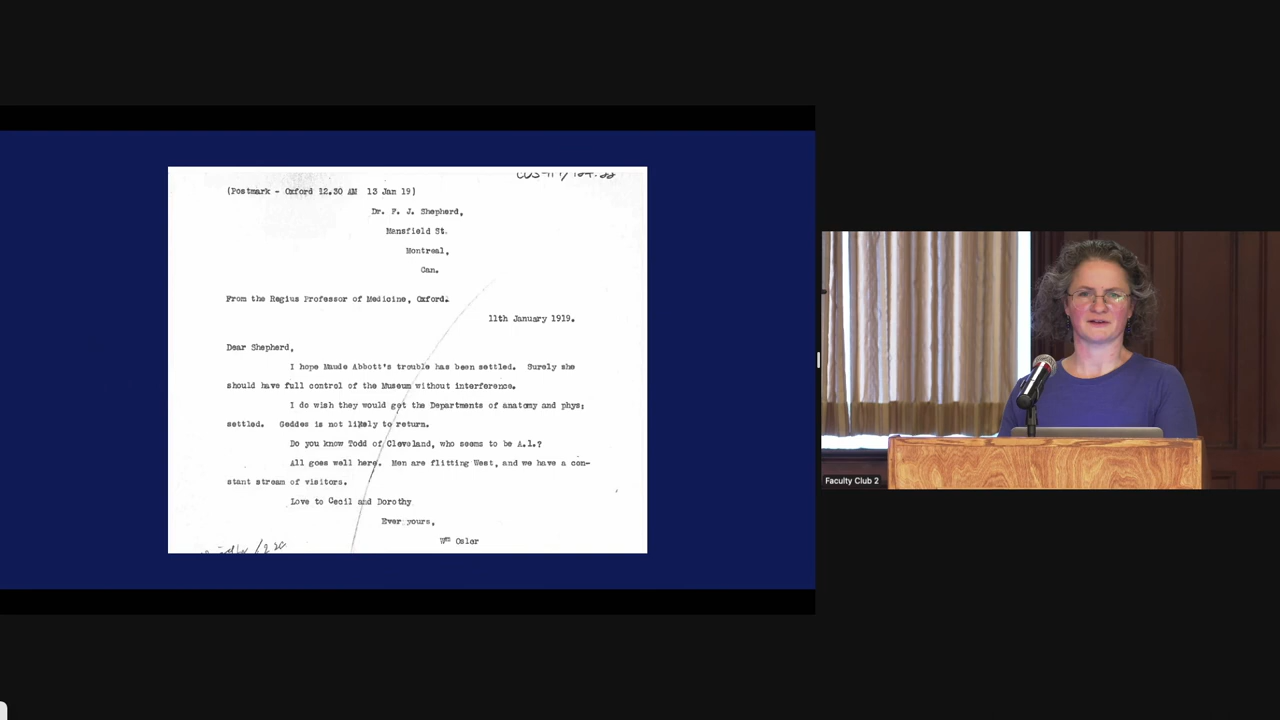 (Postmark - Oxford 12.30 AM 13 Jan 19)
Dr. F. J. Shepherd,
Mansfield St.
Montreal,
Can.
From the Regius Professor of Medicine, Oxford.
11th January 1919.
Dear Shepherd,
I hope Maude Abbott's trouble has been settled. Surely she
should have full control of the Museum without interference.
I do wish they would get the Departments of anatomy and phys;
settled. Geddes is not likely to return.
Do you know Todd of Cleveland, who seems to be A.1.?
All goes well here. Men are flitting West, and we have a con-
stant stream of visitors.
Love to Cecil and Dorothy
Ever yours,
Wm Osler
Faculty Club 2